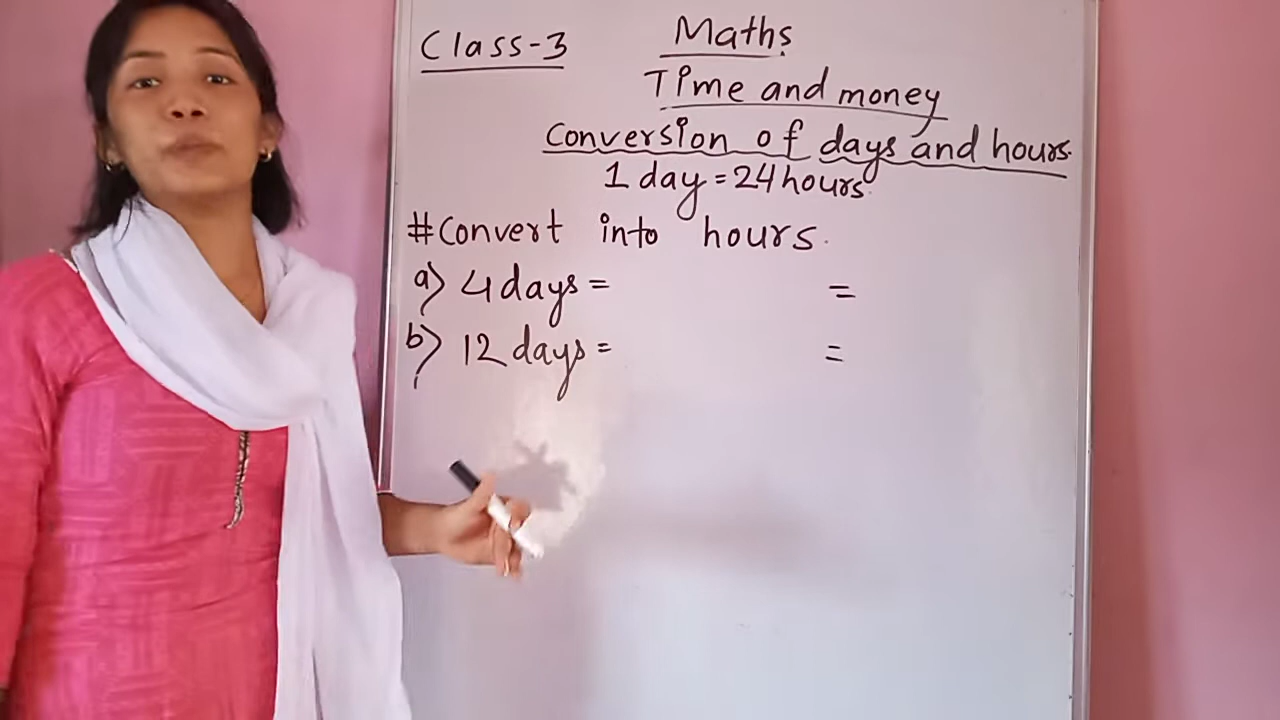 Class-3
Maths
Time and money
Conversion of days and hours.
1 day = 24 hours.
#Convert into hours.
a) 4 days = =
b) 12 days = =